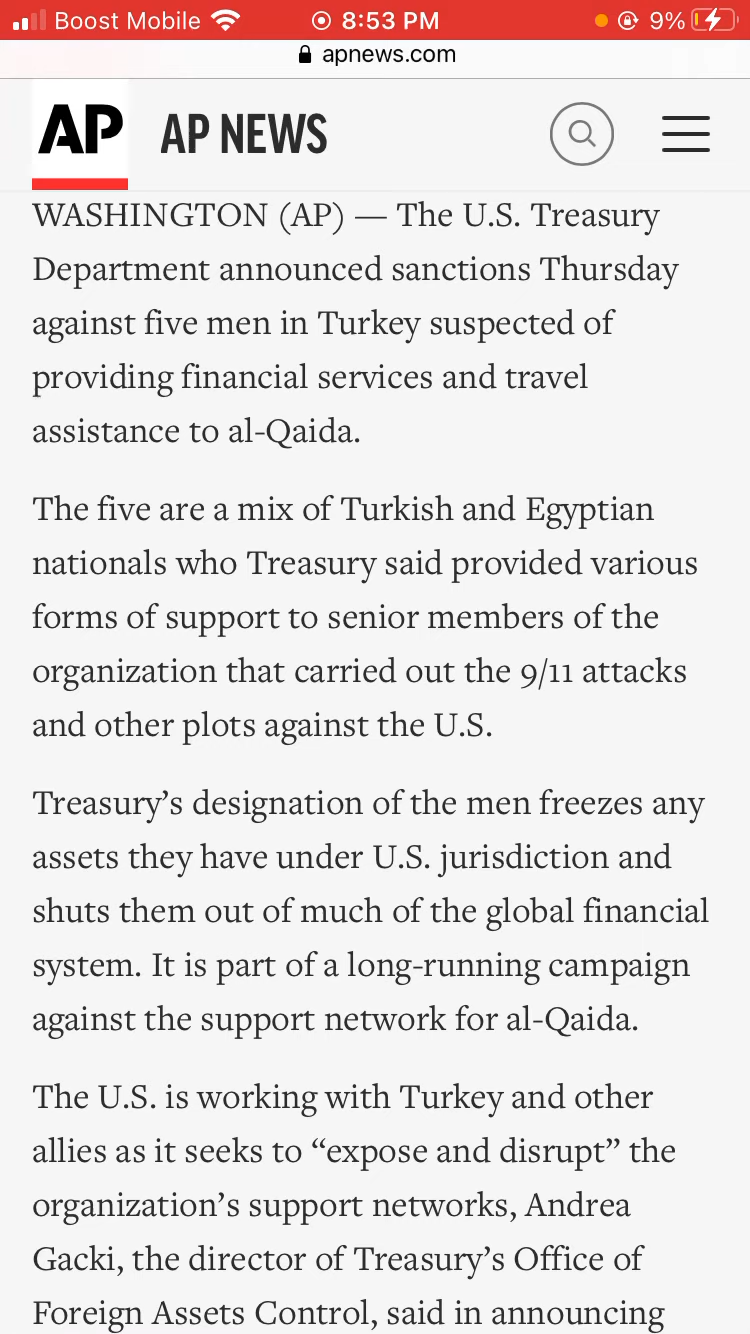 Boost Mobile 8:53 PM 9%
apnews.com
AP AP NEWS
WASHINGTON (AP) — The U.S. Treasury
Department announced sanctions Thursday
against five men in Turkey suspected of
providing financial services and travel
assistance to al-Qaida.
The five are a mix of Turkish and Egyptian
nationals who Treasury said provided various
forms of support to senior members of the
organization that carried out the 9/11 attacks
and other plots against the U.S.
Treasury’s designation of the men freezes any
assets they have under U.S. jurisdiction and
shuts them out of much of the global financial
system. It is part of a long-running campaign
against the support network for al-Qaida.
The U.S. is working with Turkey and other
allies as it seeks to “expose and disrupt” the
organization’s support networks, Andrea
Gacki, the director of Treasury’s Office of
Foreign Assets Control, said in announcing